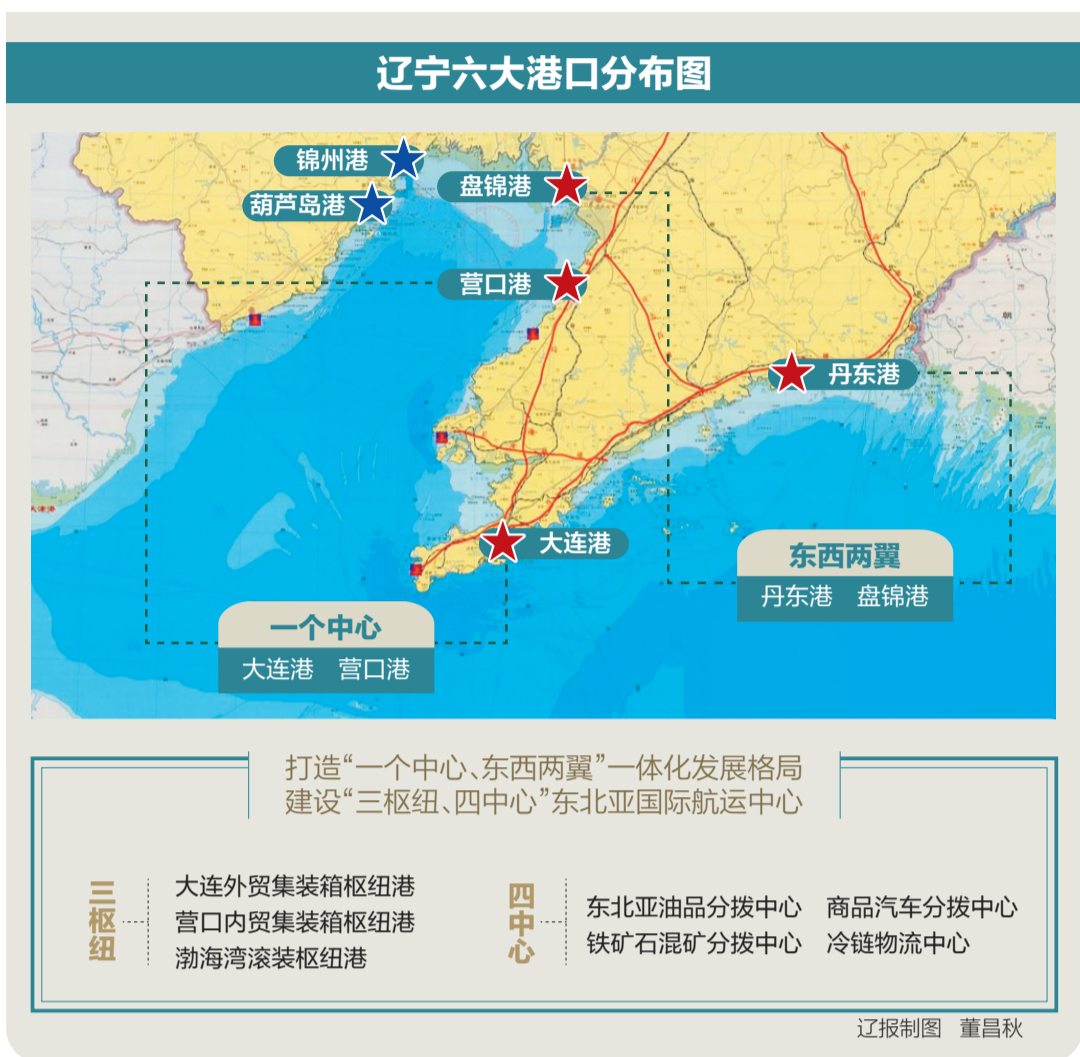 辽宁六大港口分布图
锦州港
盘锦港
葫芦岛港
营口港
丹东港
大连港
朝
天津港
东西两翼
丹东港 盘锦港
一个中心
大连港 营口港
打造“一个中心、东西两翼”一体化发展格局
建设“三枢纽、四中心”东北亚国际航运中心
三枢纽
大连外贸集装箱枢纽港
营口内贸集装箱枢纽港
渤海湾滚装枢纽港
四中心
东北亚油品分拨中心 商品汽车分拨中心
铁矿石混矿分拨中心 冷链物流中心
辽报制图 董昌秋